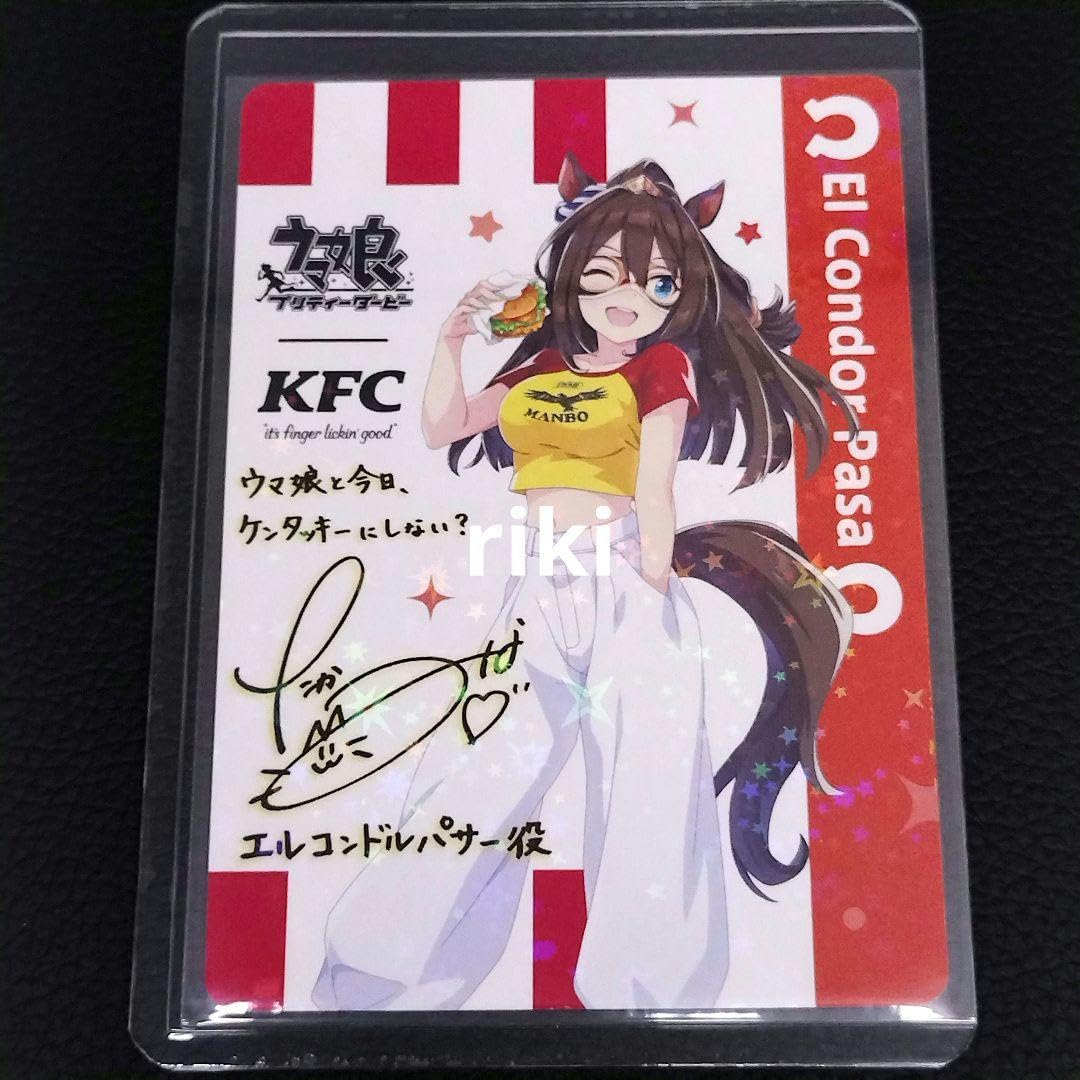 ウマ娘
プリティーダービー
KFC
"it's finger lickin' good"
ウマ娘と今日、
ケンタッキーにしない?
エルコンドルパサー役
MANBO
El Condor Pasa
riki